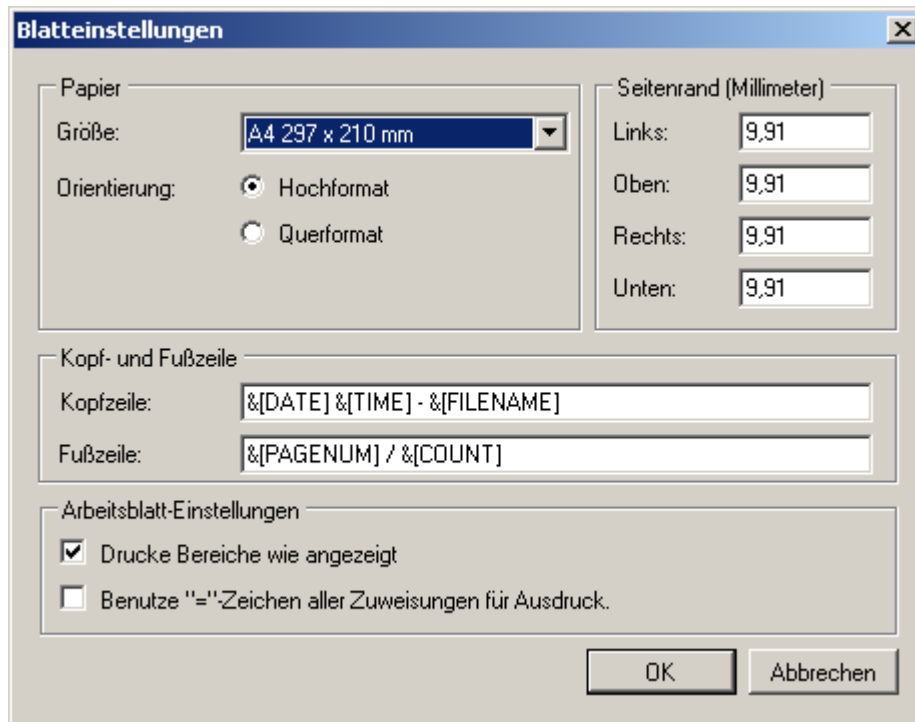 Blatteinstellungen
Papier
Größe: A4 297 x 210 mm
Orientierung: Hochformat
Querformat
Seitenrand (Millimeter)
Links: 9,91
Oben: 9,91
Rechts: 9,91
Unten: 9,91
Kopf- und Fußzeile
Kopfzeile: &[DATE] &[TIME] - &[FILENAME]
Fußzeile: &[PAGENUM] / &[COUNT]
Arbeitsblatt-Einstellungen
Drucke Bereiche wie angezeigt
Benutze "="-Zeichen aller Zuweisungen für Ausdruck.
OK Abbrechen